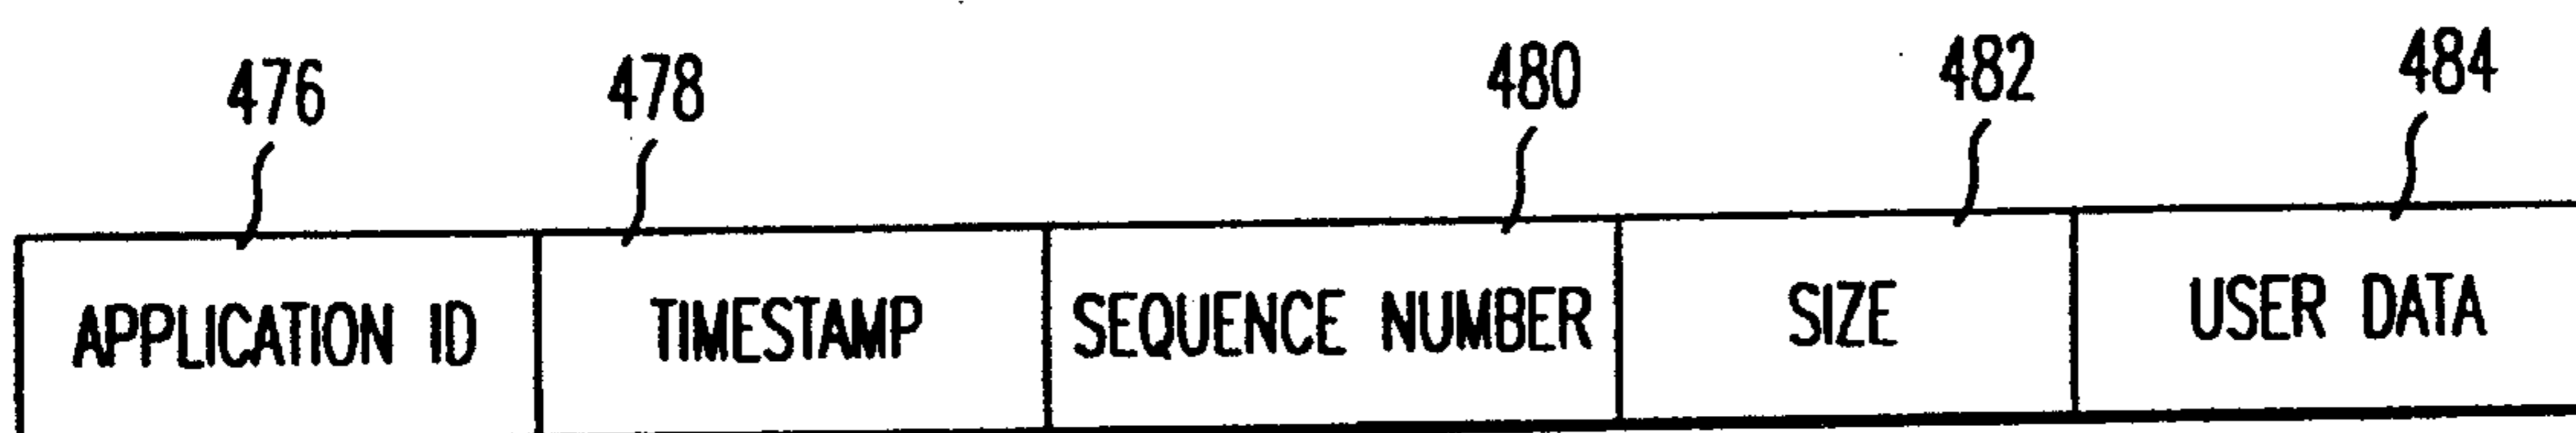 476 478 480 482 484
APPLICATION ID TIMESTAMP SEQUENCE NUMBER SIZE USER DATA